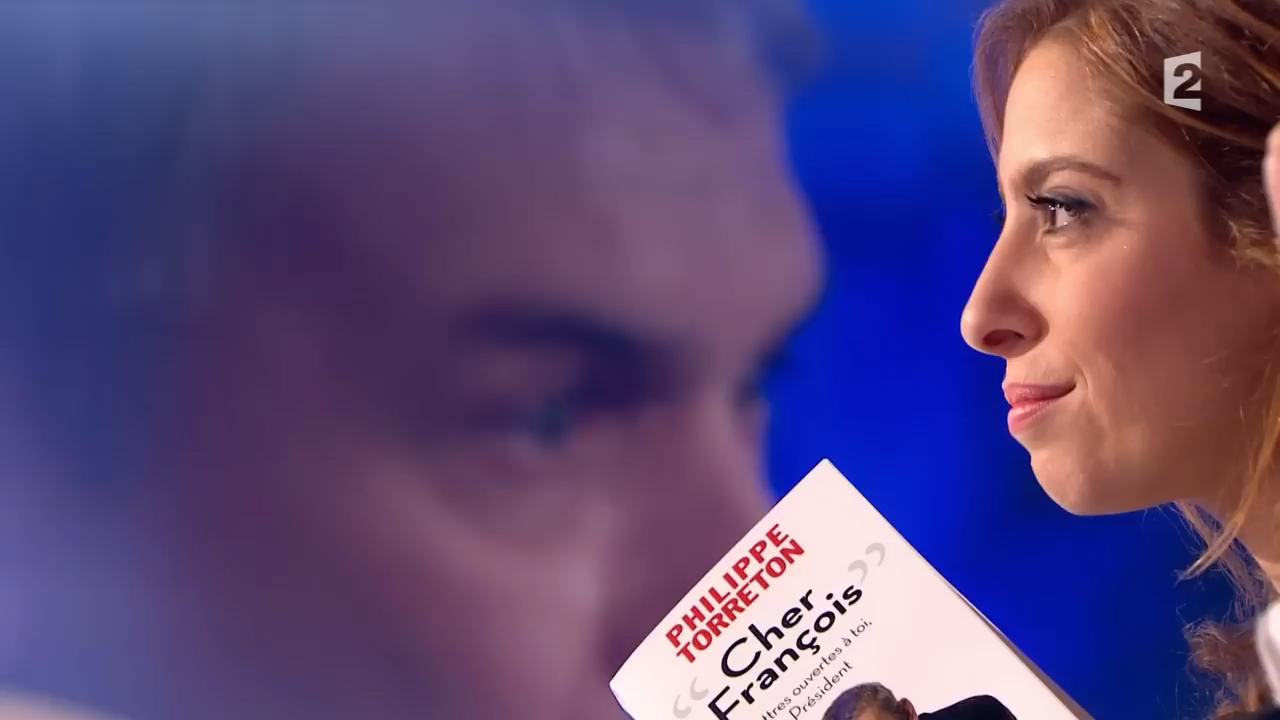 2
PHILIPPE
TORRETON
“Cher
François”
ttres ouvertes à toi,
Président